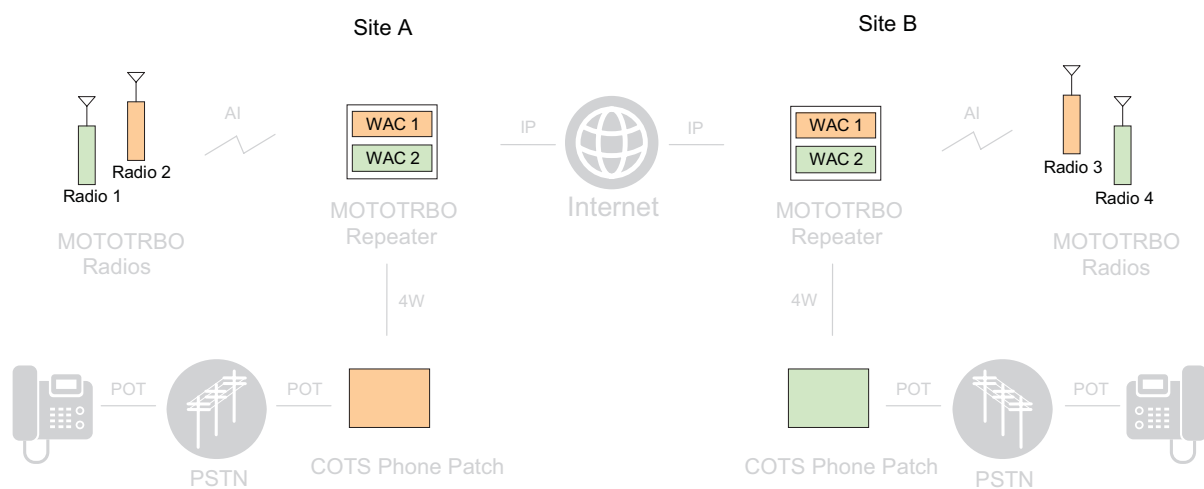 Site A
Site B
AI
WAC 1
WAC 2
IP
IP
WAC 1
WAC 2
AI
Radio 2
Radio 1
Radio 3
Radio 4
MOTOTRBO
Radios
MOTOTRBO
Repeater
Internet
MOTOTRBO
Repeater
MOTOTRBO
Radios
4W
4W
POT
POT
POT
POT
PSTN
COTS Phone Patch
COTS Phone Patch
PSTN